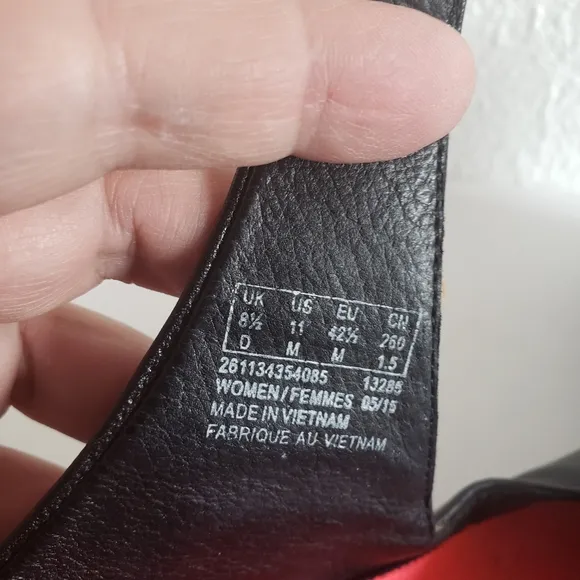 UK US EU CN
8½ 11 42½ 260
D M M 1.5
261134354085 13285
WOMEN/FEMMES 05/15
MADE IN VIETNAM
FABRIQUE AU VIETNAM